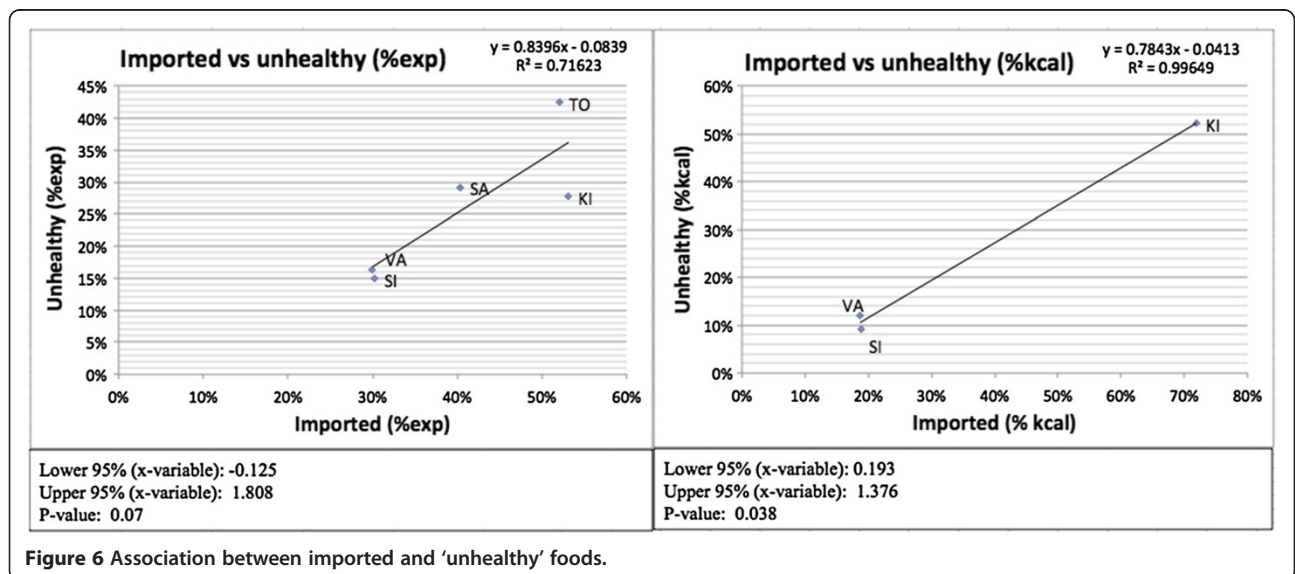 Imported vs unhealthy (%exp)
y = 0.8396x - 0.0839
R² = 0.71623
45%
40%
35%
30%
25%
20%
15%
10%
5%
0%
Unhealthy (%exp)
TO
SA
KI
VA
SI
0% 10% 20% 30% 40% 50% 60%
Imported (%exp)
Lower 95% (x-variable): -0.125
Upper 95% (x-variable): 1.808
P-value: 0.07
Imported vs unhealthy (%kcal)
y = 0.7843x - 0.0413
R² = 0.99649
60%
50%
40%
30%
20%
10%
0%
Unhealthy (%kcal)
KI
VA
SI
0% 10% 20% 30% 40% 50% 60% 70% 80%
Imported (% kcal)
Lower 95% (x-variable): 0.193
Upper 95% (x-variable): 1.376
P-value: 0.038
Figure 6 Association between imported and ‘unhealthy’ foods.